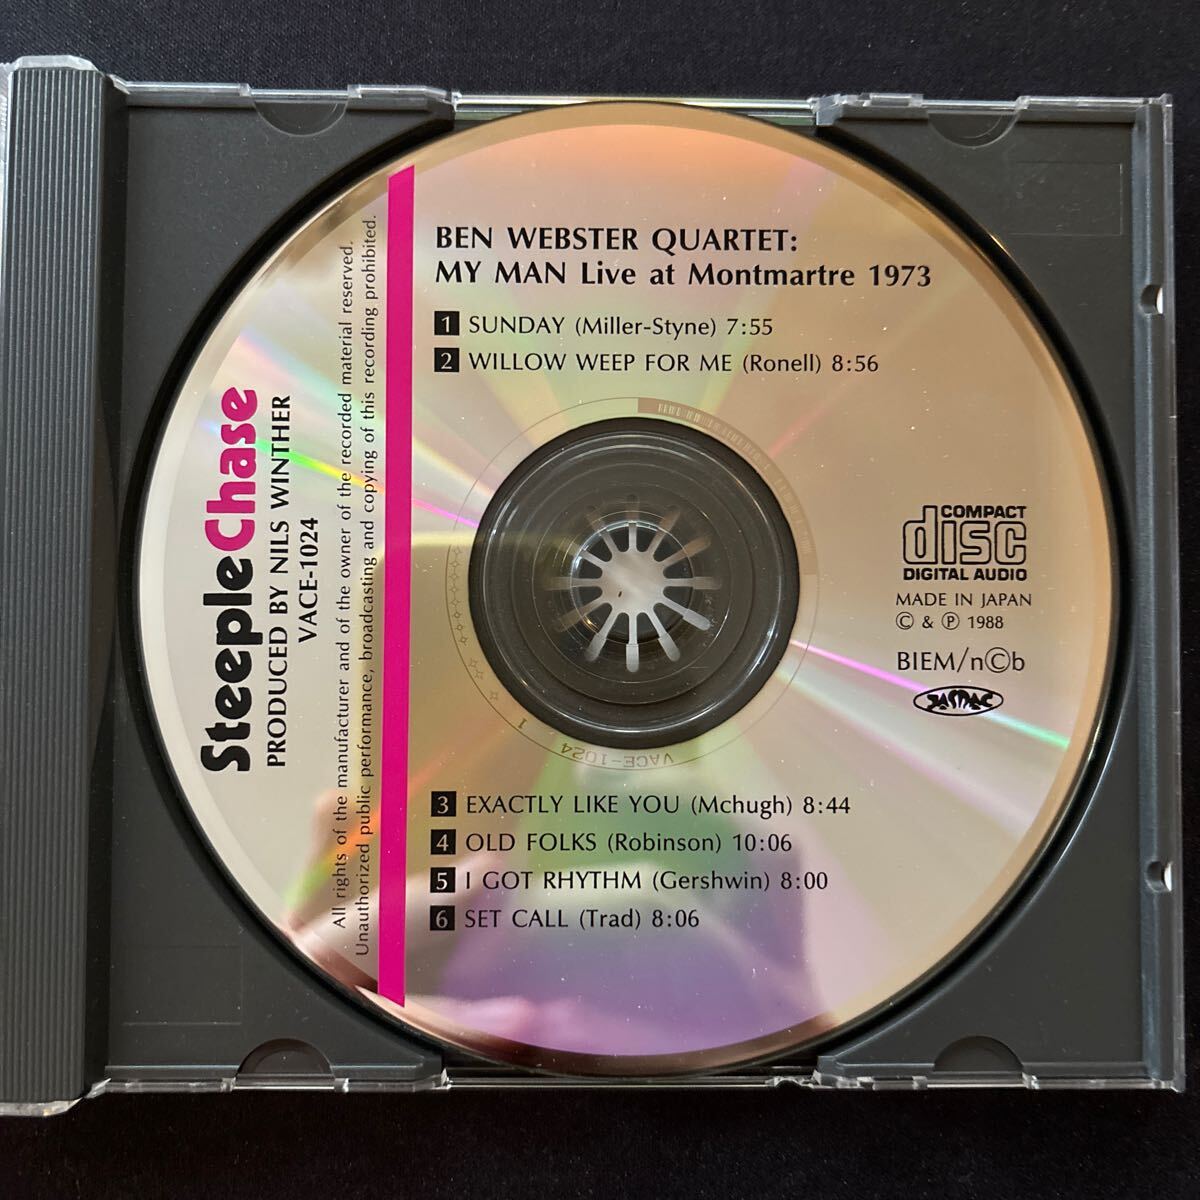 BEN WEBSTER QUARTET:
MY MAN Live at Montmartre 1973
1 SUNDAY (Miller-Styne) 7:55
2 WILLOW WEEP FOR ME (Ronell) 8:56
SteepleChase
PRODUCED BY NILS WINTHER
VACE-1024
All rights of the manufacturer and of the owner of the recorded material reserved.
Unauthorized public performance, broadcasting and copying of this recording prohibited.
COMPACT
disc
DIGITAL AUDIO
MADE IN JAPAN
© & ℗ 1988
BIEM/n©b
JASRAC
VACE-1024 1
3 EXACTLY LIKE YOU (Mchugh) 8:44
4 OLD FOLKS (Robinson) 10:06
5 I GOT RHYTHM (Gershwin) 8:00
6 SET CALL (Trad) 8:06